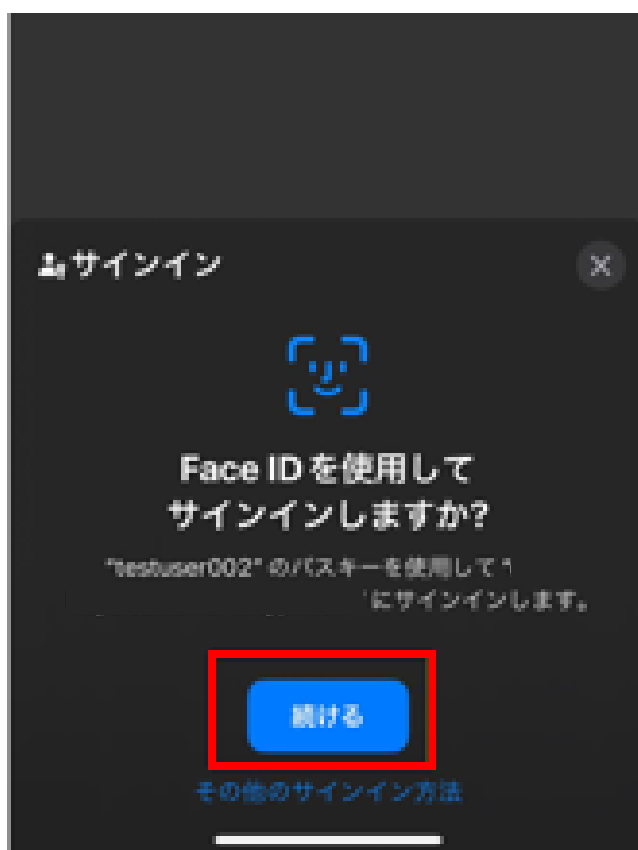 サインイン
Face IDを使用して
サインインしますか?
"testuser002"のパスキーを使用して"
"にサインインします。
続ける
その他のサインイン方法